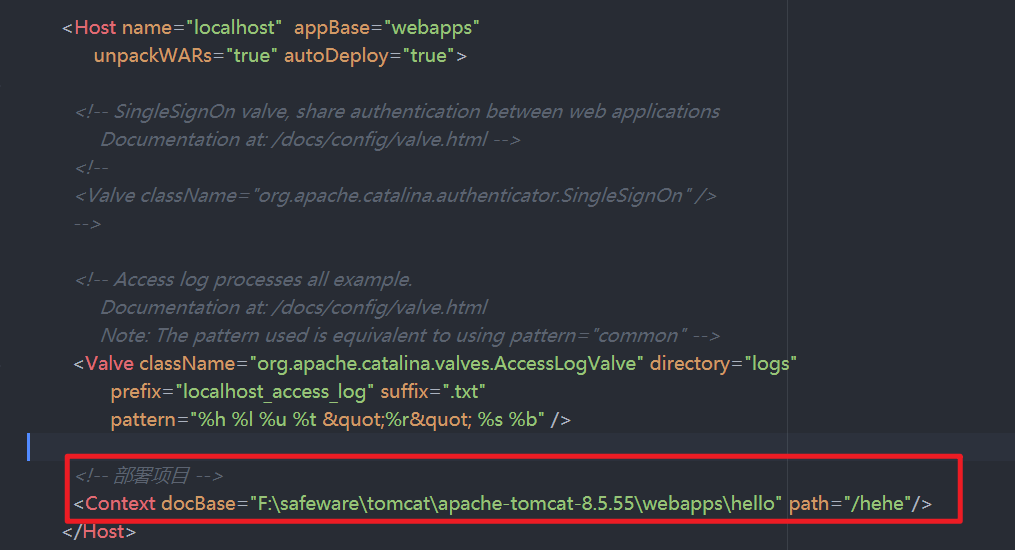 <Host name="localhost"  appBase="webapps"
unpackWARs="true" autoDeploy="true">
<!-- SingleSignOn valve, share authentication between web applications
Documentation at: /docs/config/valve.html -->
<!--
<Valve className="org.apache.catalina.authenticator.SingleSignOn" />
-->
<!-- Access log processes all example.
Documentation at: /docs/config/valve.html
Note: The pattern used is equivalent to using pattern="common" -->
<Valve className="org.apache.catalina.valves.AccessLogValve" directory="logs"
prefix="localhost_access_log" suffix=".txt"
pattern="%h %l %u %t &quot;%r&quot; %s %b" />
<!-- 部署项目 -->
<Context docBase="F:\safeware\tomcat\apache-tomcat-8.5.55\webapps\hello" path="/hehe"/>
</Host>